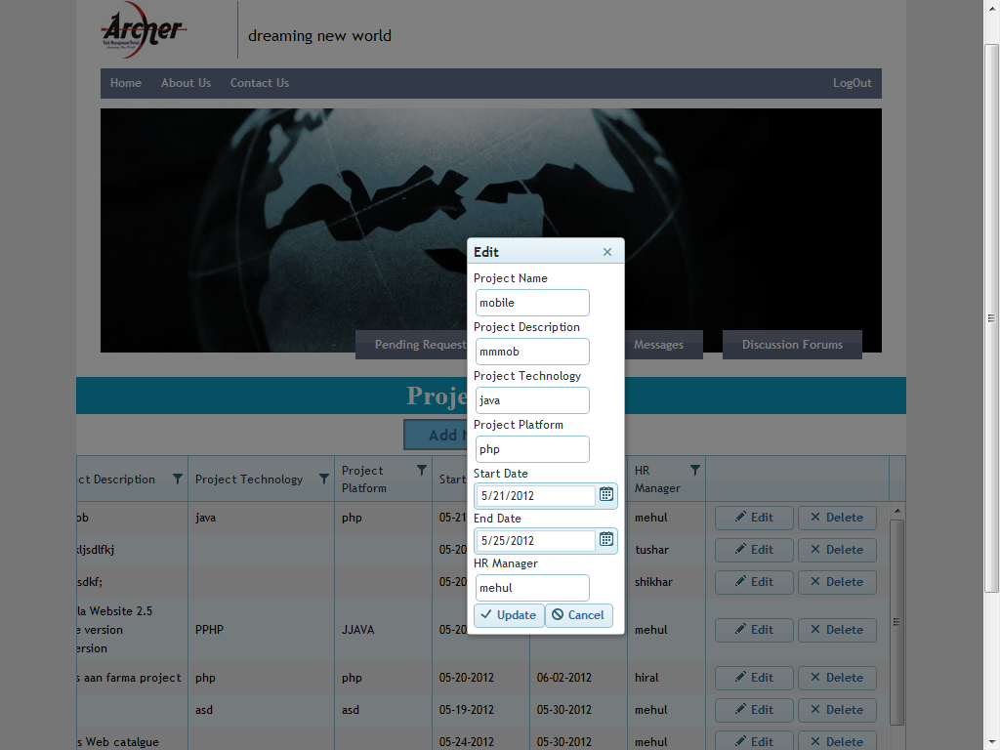 Archer
Task Management Portal
dreaming new world
Home About Us Contact Us LogOut
Pending Request Messages Discussion Forums
Proje
Add
Edit
Project Name
mobile
Project Description
mmmob
Project Technology
java
Project Platform
php
Start Date
5/21/2012
End Date
5/25/2012
HR Manager
mehul
Update Cancel
ct Description Project Technology Project Platform Start HR Manager
ob java php 05-21 mehul Edit Delete
kljsdlfkj 05-20 tushar Edit Delete
sdkf; 05-20 shikhar Edit Delete
la Website 2.5
e version PPHP JJAVA 05-20 mehul Edit Delete
ersion
s aan farma project php php 05-20-2012 06-02-2012 hiral Edit Delete
asd asd 05-19-2012 05-30-2012 mehul Edit Delete
s Web catalgue 05-24-2012 05-30-2012 mehul Edit Delete